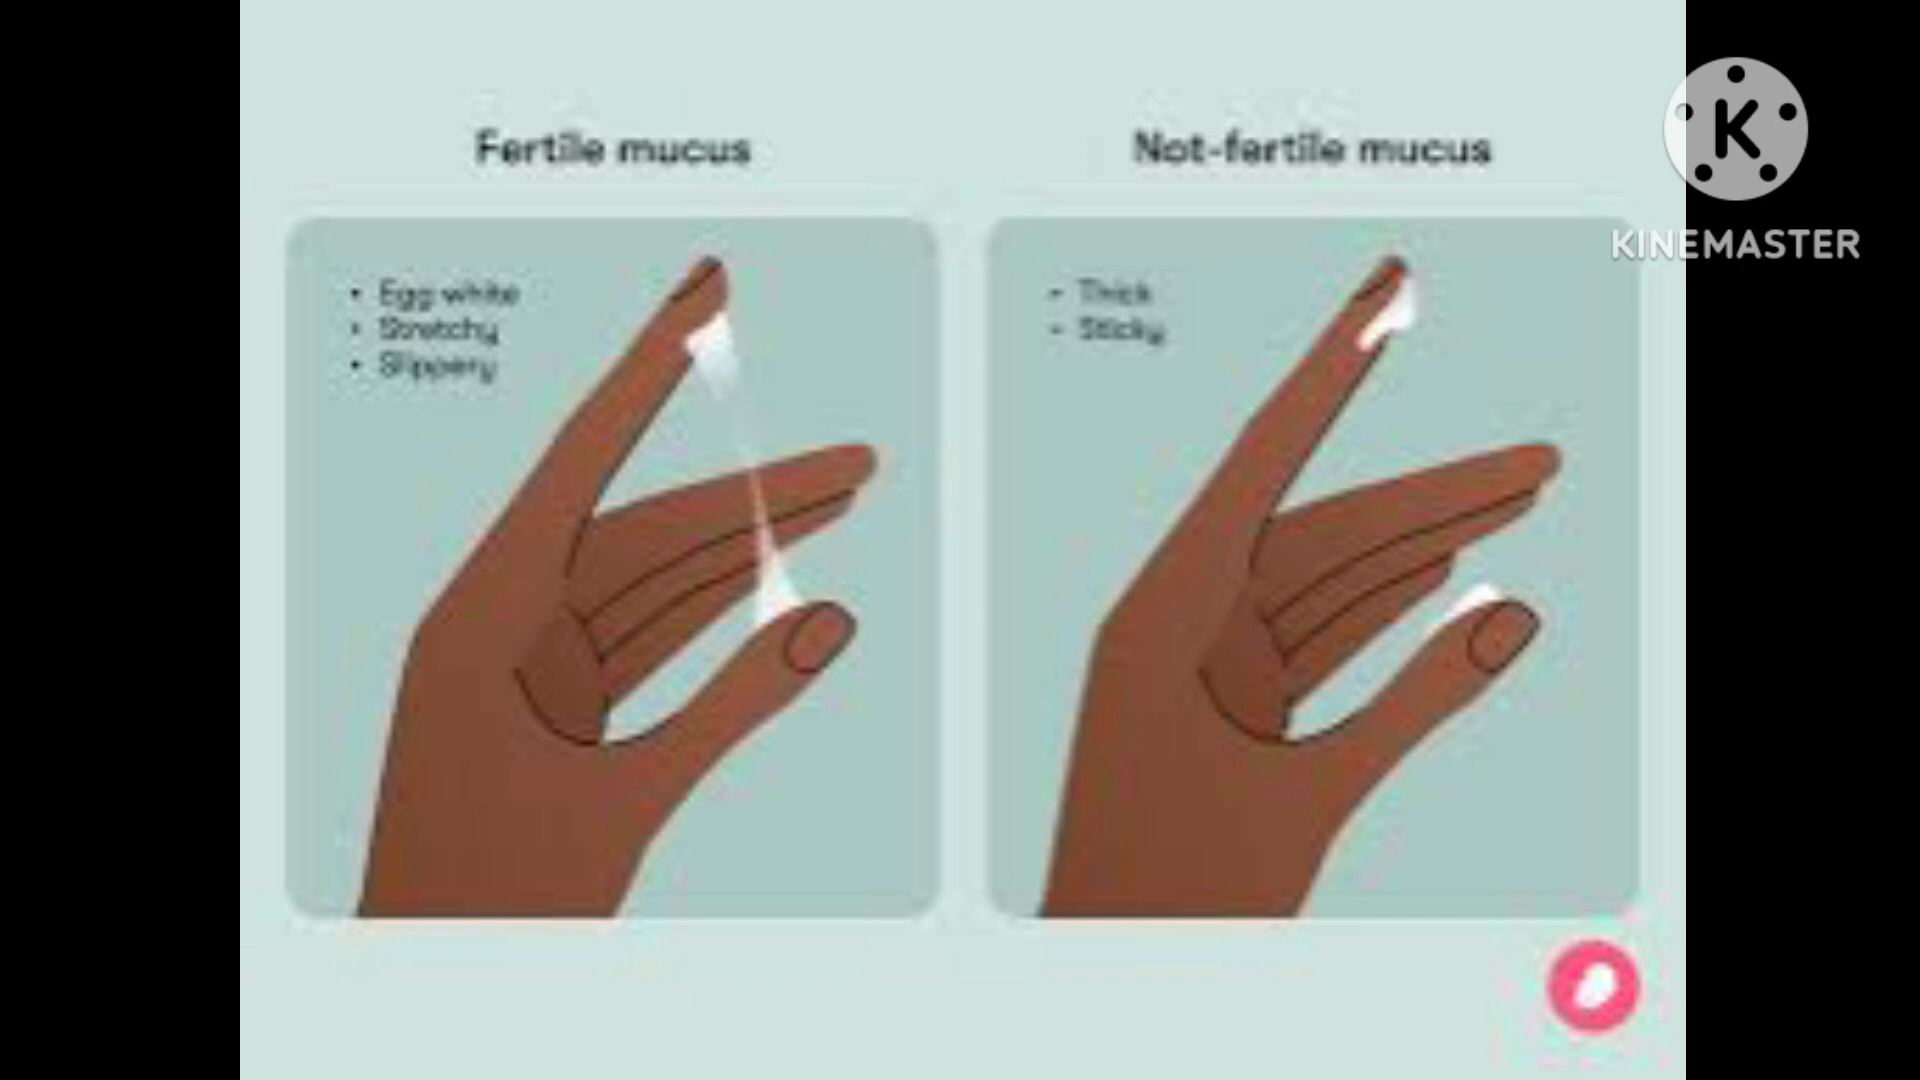 Fertile mucus
• Egg white
• Stretchy
• Slippery
Not-fertile mucus
- Thick
- Sticky
K
KINEMASTER